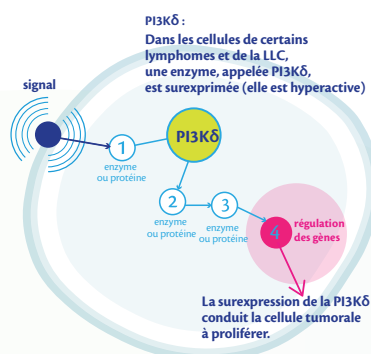 PI3Kδ :
Dans les cellules de certains
lymphomes et de la LLC,
une enzyme, appelée PI3Kδ,
est surexprimée (elle est hyperactive)
signal
1
enzyme
ou protéine
PI3Kδ
2
enzyme
ou protéine
3
enzyme
ou protéine
4
régulation
des gènes
La surexpression de la PI3Kδ
conduit la cellule tumorale
à proliférer.